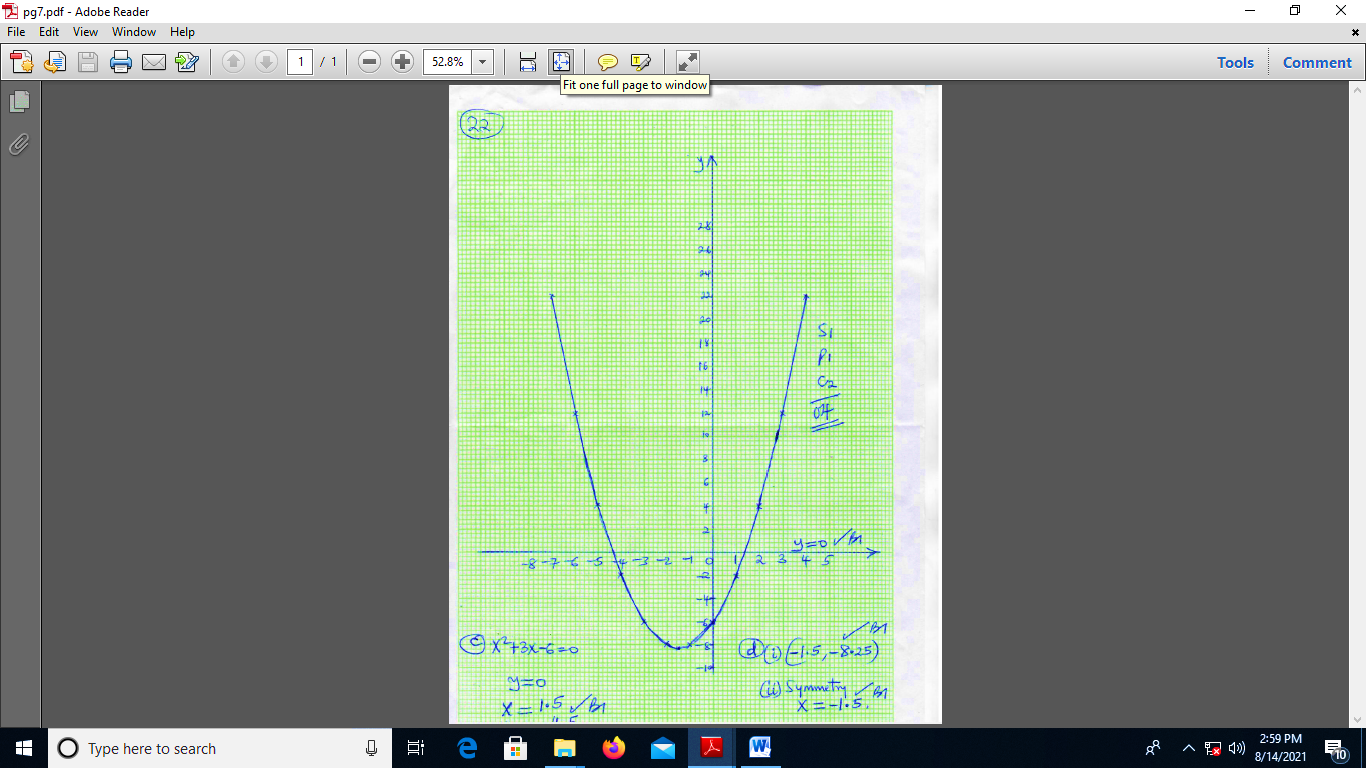 pg7.pdf - Adobe Reader
File Edit View Window Help
1 / 1 52.8% Tools Comment
Fit one full page to window
22
y
28
26
24
22
20
18
16
14
12
10
8
6
4
2
S1
P1
C2
04
y=0 ✓B1
-8 -7 -6 -5 -4 -3 -2 -1 0 1 2 3 4 5
-2
-4
-6
-8
-10
c x²+3x-6=0
y=0
x = 1.5 ✓B1
d (i) (-1.5, -8.25) ✓B1
(ii) Symmetry ✓B1
x = -1.5.
Type here to search
2:59 PM
8/14/2021
10